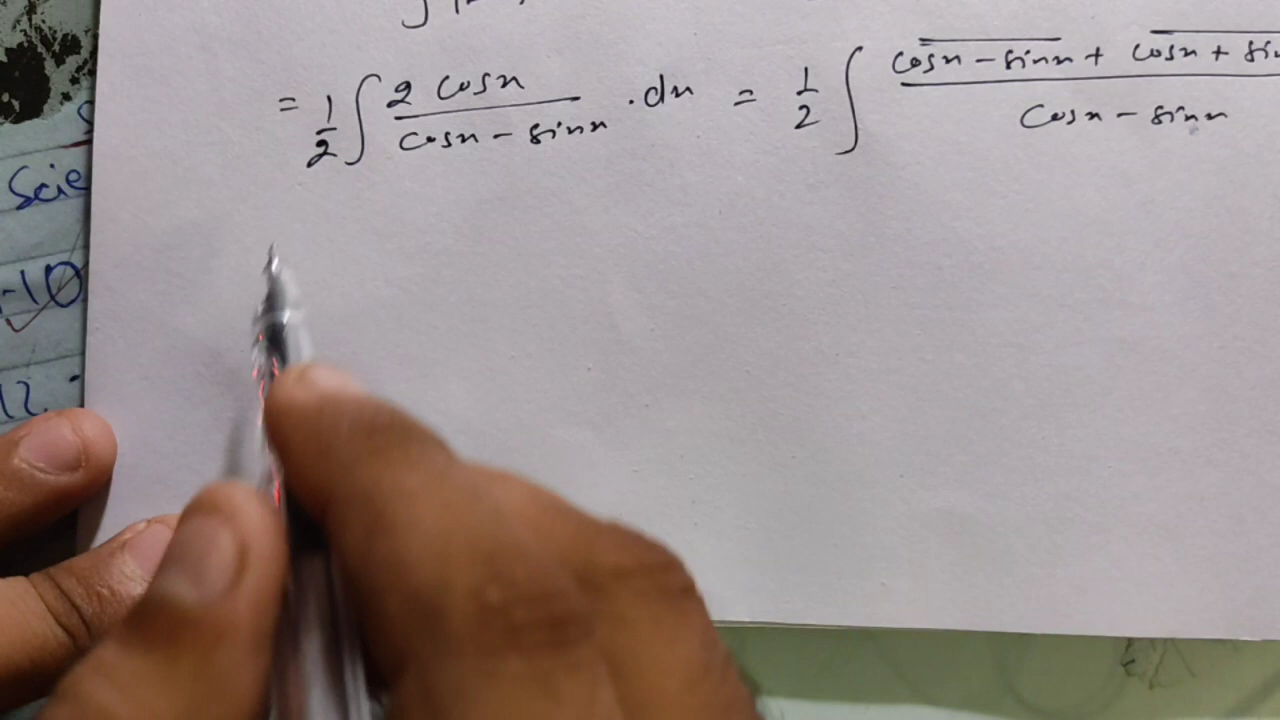 = 1/2 ∫ 2 cosx / cosx - sinx . dx = 1/2 ∫ cosx - sinx + cosx + sin / cosx - sinx
Scie
-10
12